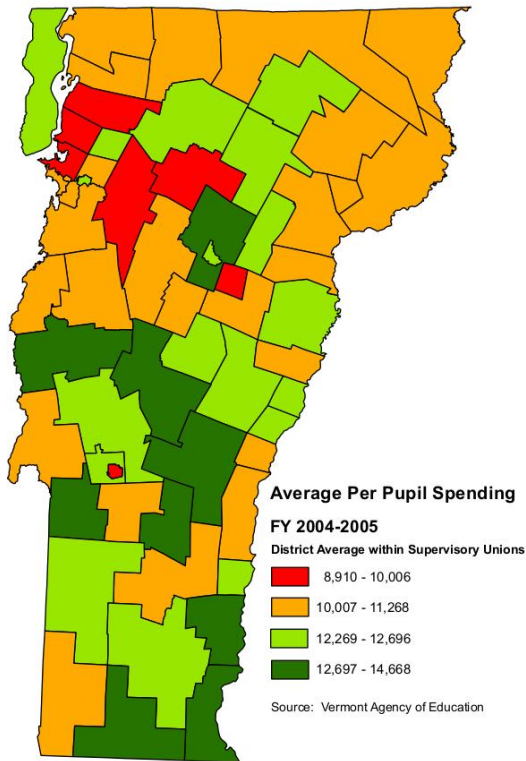 Average Per Pupil Spending
FY 2004-2005
District Average within Supervisory Unions
8,910 - 10,006
10,007 - 11,268
12,269 - 12,696
12,697 - 14,668
Source: Vermont Agency of Education